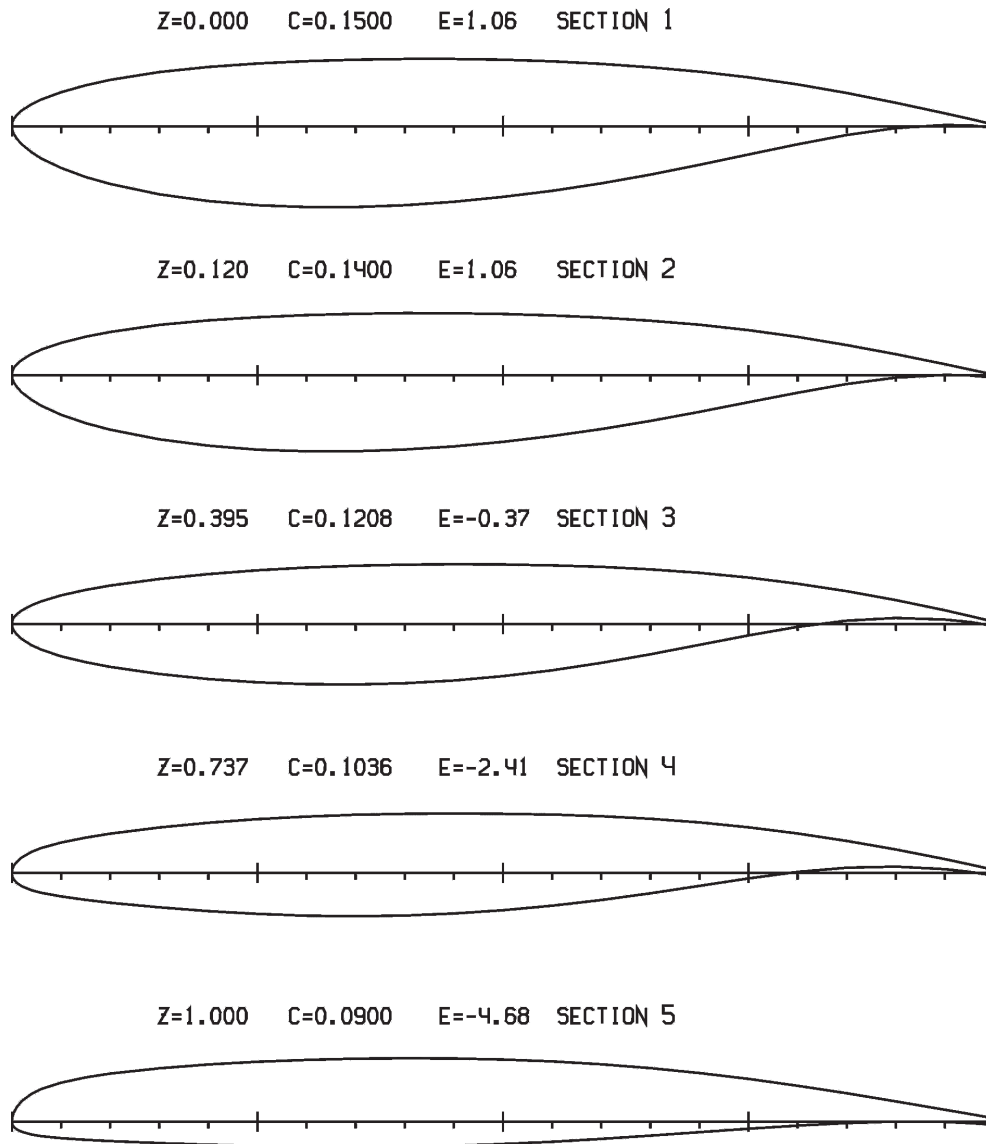 Z=0.000 C=0.1500 E=1.06 SECTION 1
Z=0.120 C=0.1400 E=1.06 SECTION 2
Z=0.395 C=0.1208 E=-0.37 SECTION 3
Z=0.737 C=0.1036 E=-2.41 SECTION 4
Z=1.000 C=0.0900 E=-4.68 SECTION 5